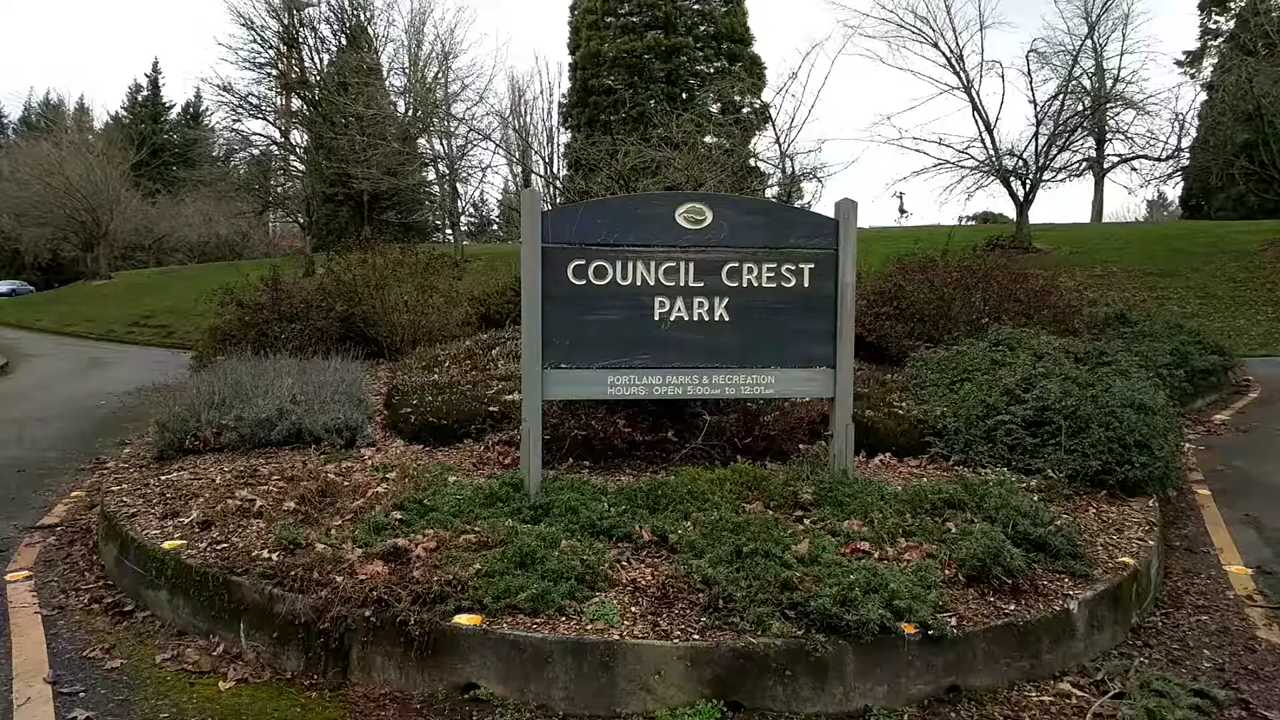 COUNCIL CREST
PARK
PORTLAND PARKS & RECREATION
HOURS: OPEN 5:00AM to 12:01AM